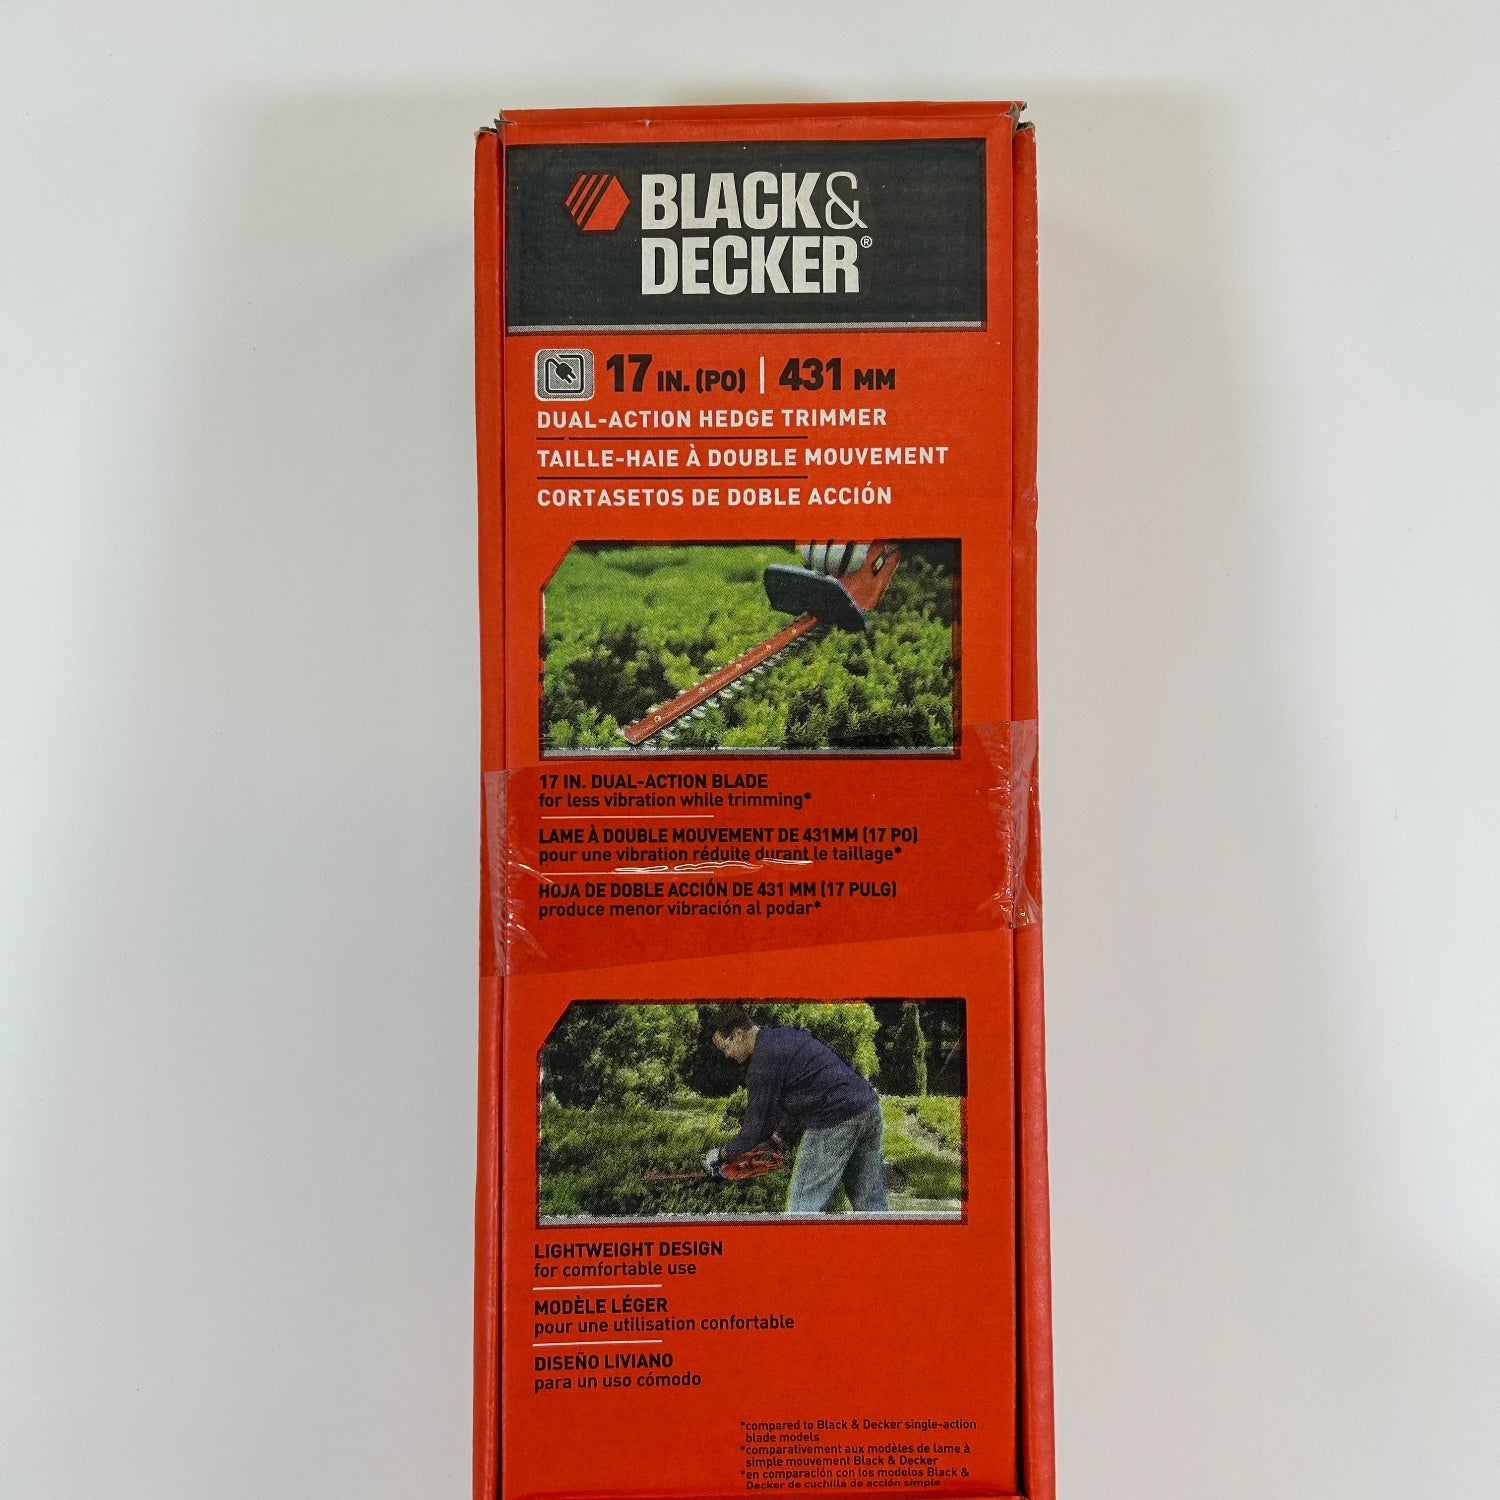 BLACK&
DECKER®
17 IN. (PO) | 431 MM
DUAL-ACTION HEDGE TRIMMER
TAILLE-HAIE À DOUBLE MOUVEMENT
CORTASETOS DE DOBLE ACCIÓN
17 IN. DUAL-ACTION BLADE
for less vibration while trimming*
LAME À DOUBLE MOUVEMENT DE 431MM (17 PO)
pour une vibration réduite durant le taillage*
HOJA DE DOBLE ACCIÓN DE 431 MM (17 PULG)
produce menor vibración al podar*
LIGHTWEIGHT DESIGN
for comfortable use
MODÈLE LÉGER
pour une utilisation confortable
DISEÑO LIVIANO
para un uso cómodo
*compared to Black & Decker single-action
blade models
*comparativement aux modèles de lame à
simple mouvement Black & Decker
*en comparación con los modelos Black &
Decker de cuchilla de acción simple